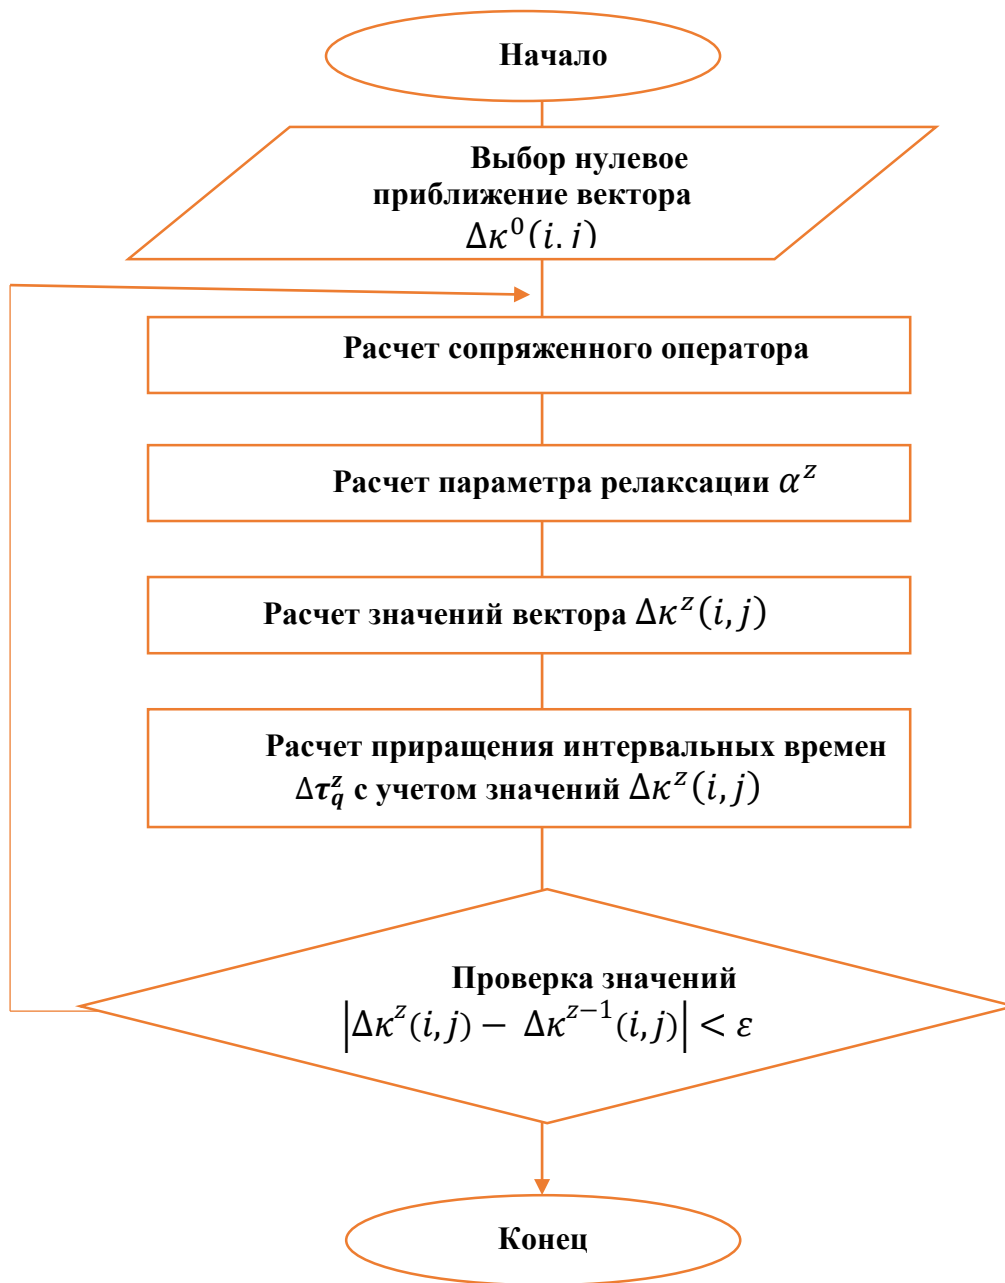 Начало
Выбор нулевое
приближение вектора
Δκ⁰(i, j)
Расчет сопряженного оператора
Расчет параметра релаксации αᶻ
Расчет значений вектора Δκᶻ(i, j)
Расчет приращения интервальных времен
Δτ_qᶻ с учетом значений Δκᶻ(i, j)
Проверка значений
|Δκᶻ(i, j) − Δκᶻ⁻¹(i, j)| < ε
Конец